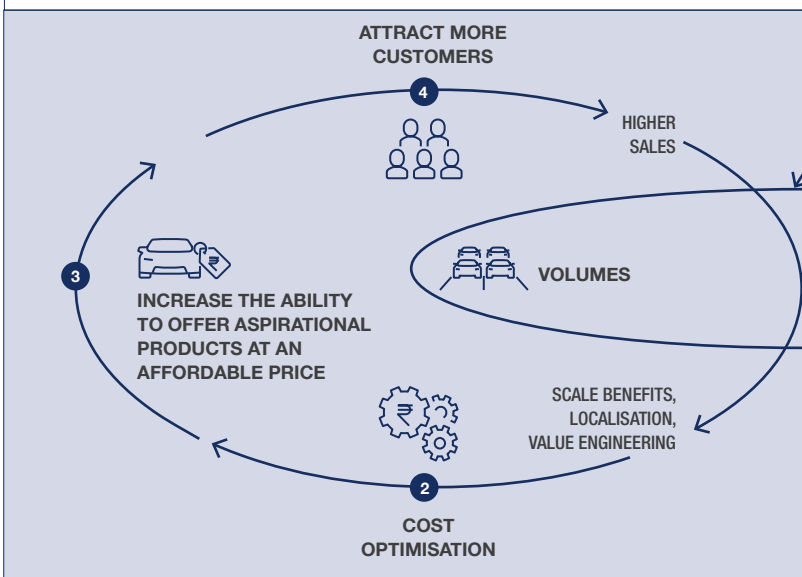 ATTRACT MORE
CUSTOMERS
4
HIGHER
SALES
₹
3
VOLUMES
INCREASE THE ABILITY
TO OFFER ASPIRATIONAL
PRODUCTS AT AN
AFFORDABLE PRICE
₹
SCALE BENEFITS,
LOCALISATION,
VALUE ENGINEERING
2
COST
OPTIMISATION